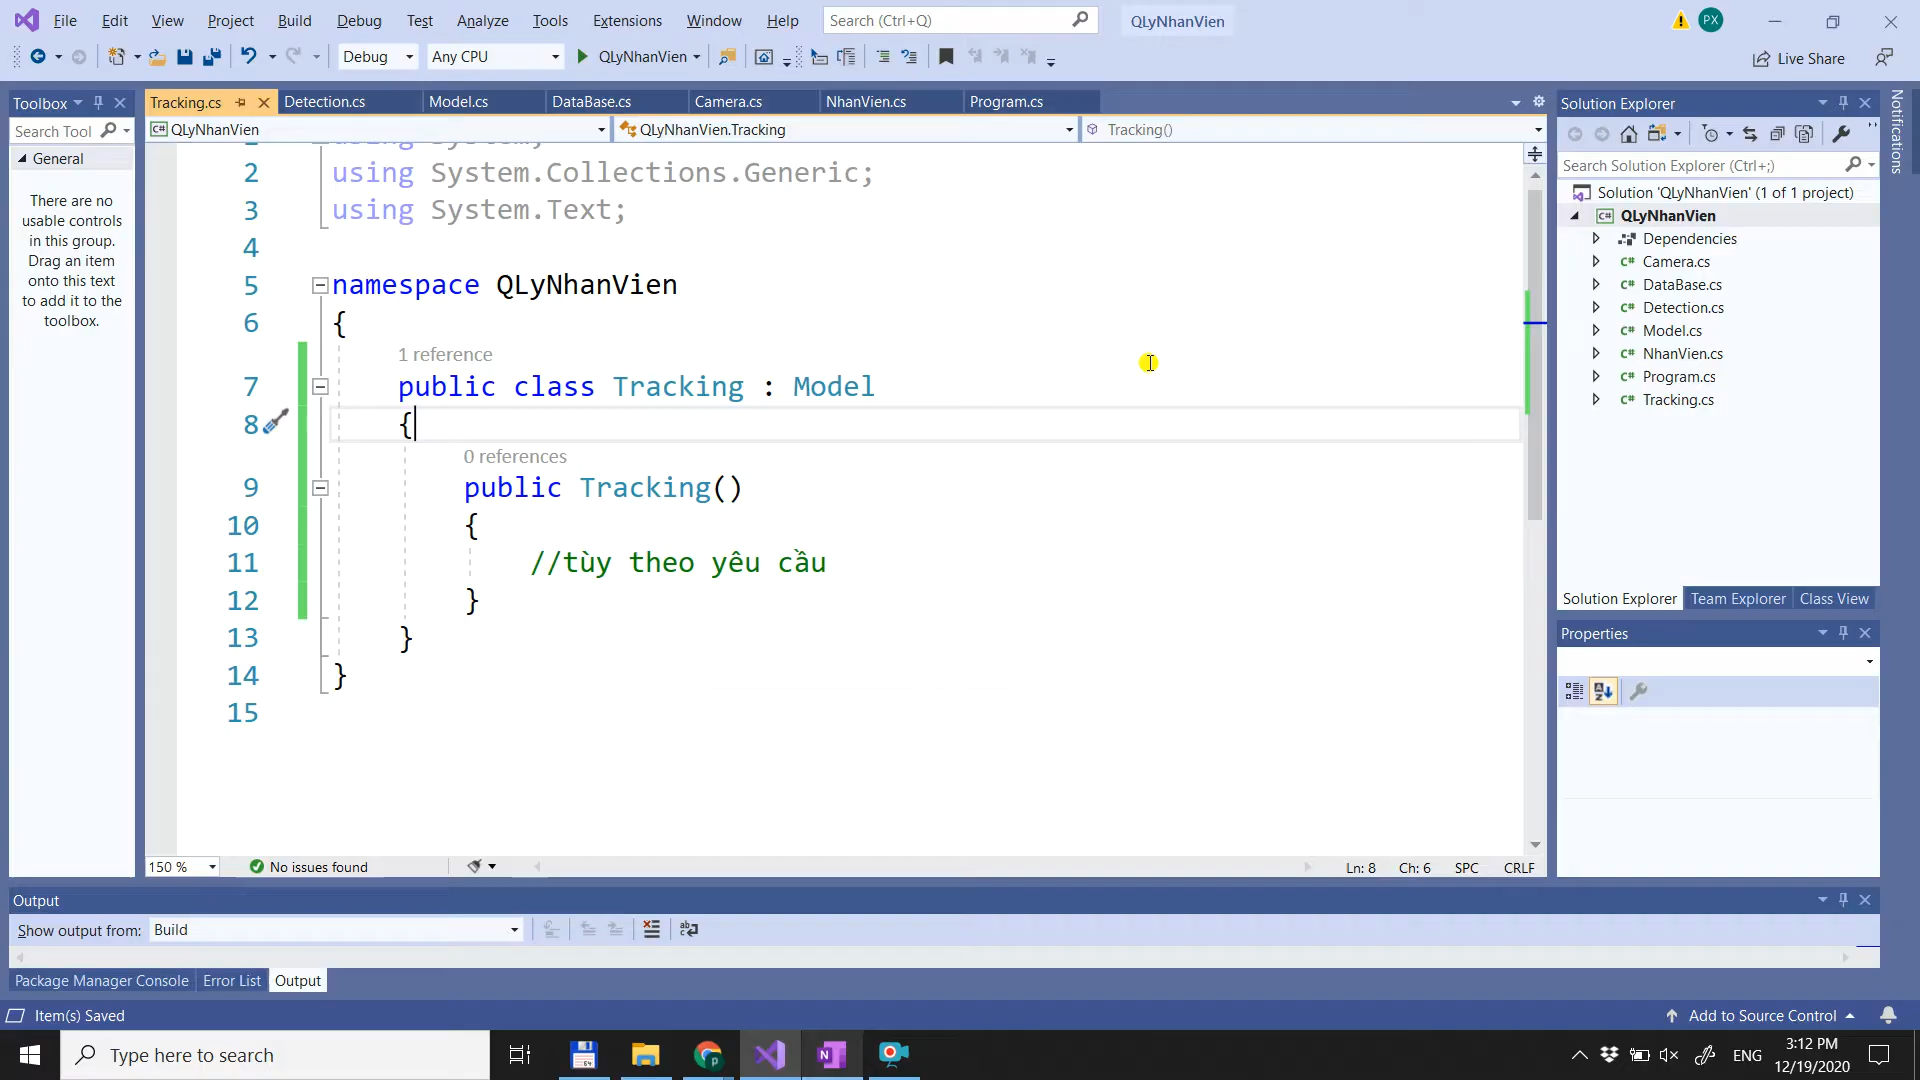 File Edit View Project Build Debug Test Analyze Tools Extensions Window Help Search (Ctrl+Q) QLyNhanVien PX
Debug Any CPU QLyNhanVien Live Share
Toolbox
Search Tool
General
There are no
usable controls
in this group.
Drag an item
onto this text
to add it to the
toolbox.
Tracking.cs Detection.cs Model.cs DataBase.cs Camera.cs NhanVien.cs Program.cs
QLyNhanVien QLyNhanVien.Tracking Tracking()
using System;
2 using System.Collections.Generic;
3 using System.Text;
4
5 namespace QLyNhanVien
6 {
1 reference
7 public class Tracking : Model
8 {
0 references
9 public Tracking()
10 {
11 //tùy theo yêu cầu
12 }
13 }
14 }
15
150 % No issues found Ln: 8 Ch: 6 SPC CRLF
Solution Explorer
Search Solution Explorer (Ctrl+;)
Solution 'QLyNhanVien' (1 of 1 project)
C# QLyNhanVien
Dependencies
C# Camera.cs
C# DataBase.cs
C# Detection.cs
C# Model.cs
C# NhanVien.cs
C# Program.cs
C# Tracking.cs
Solution Explorer Team Explorer Class View
Properties
Notifications
Output
Show output from: Build
Package Manager Console Error List Output
Item(s) Saved Add to Source Control
Type here to search ENG 3:12 PM
12/19/2020